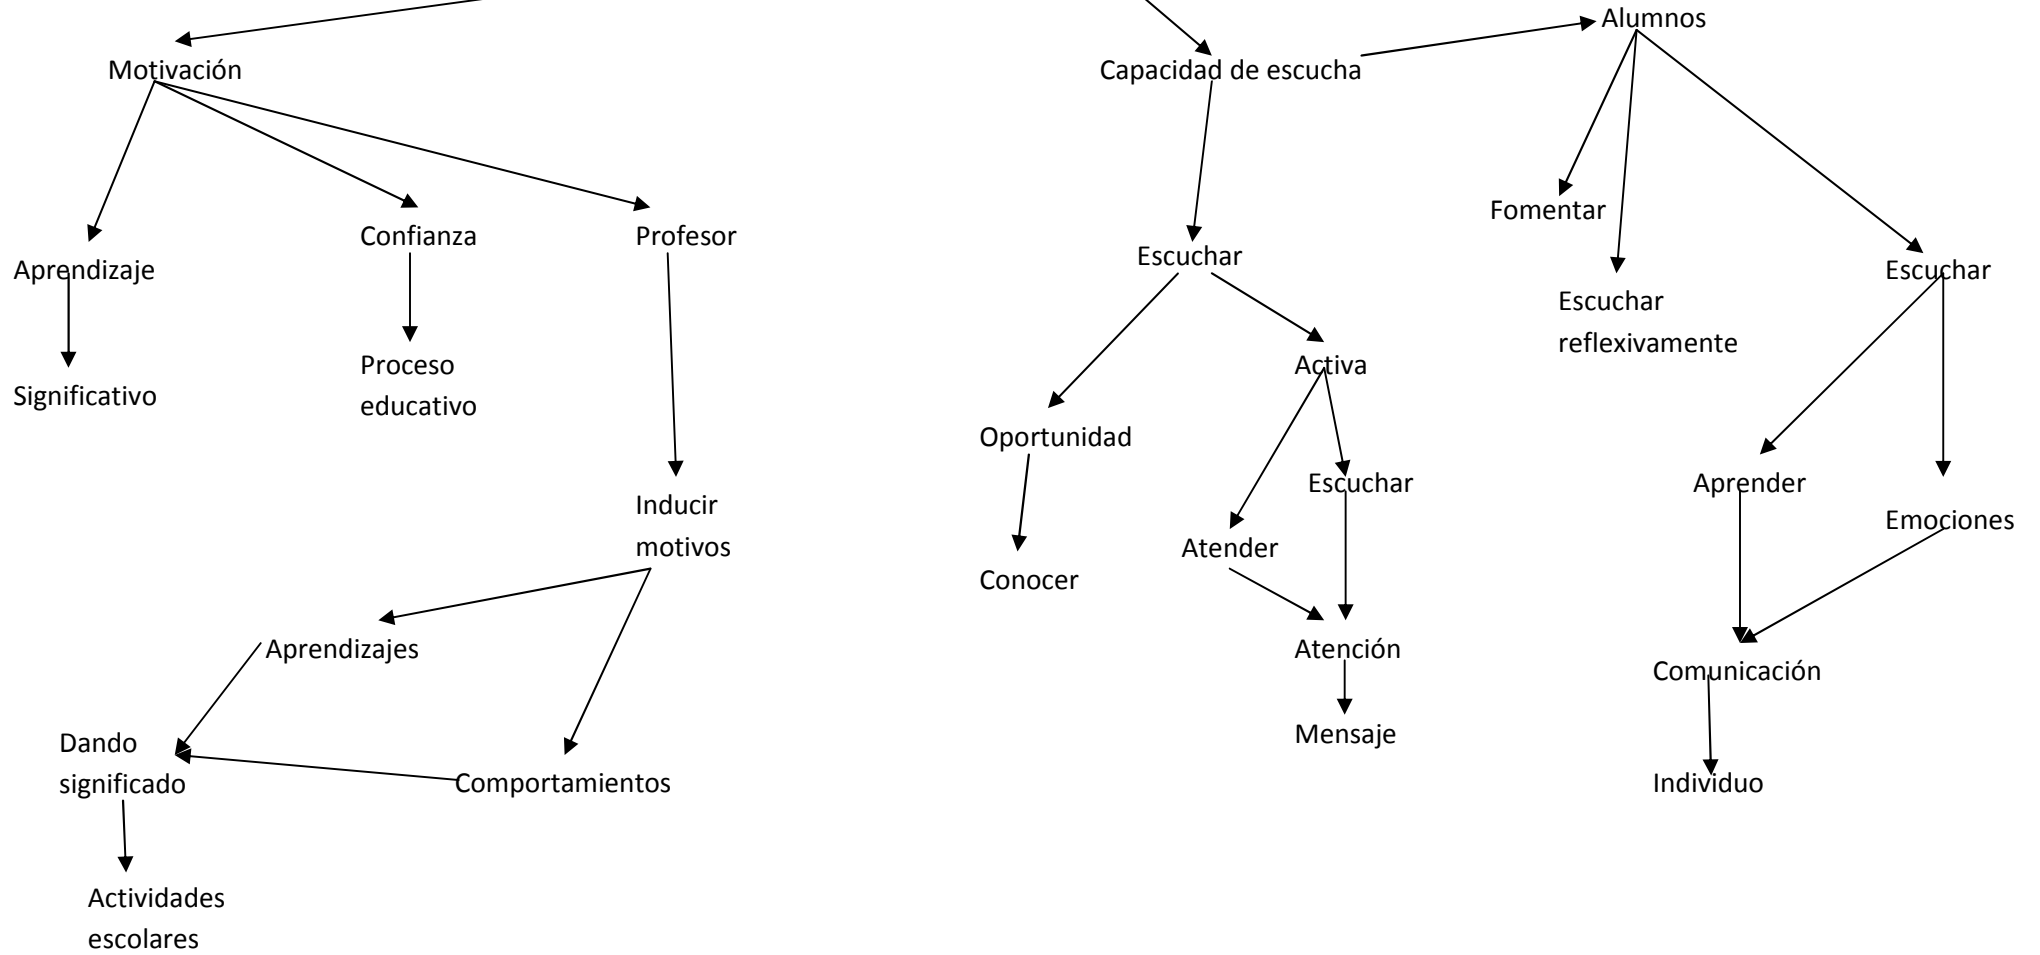 Alumnos
Motivación
Capacidad de escucha
Fomentar
Confianza
Profesor
Escuchar
Aprendizaje
Escuchar
Escuchar
reflexivamente
Proceso
educativo
Activa
Significativo
Oportunidad
Escuchar
Aprender
Inducir
motivos
Emociones
Atender
Conocer
Aprendizajes
Atención
Comunicación
Mensaje
Dando
significado
Comportamientos
Individuo
Actividades
escolares